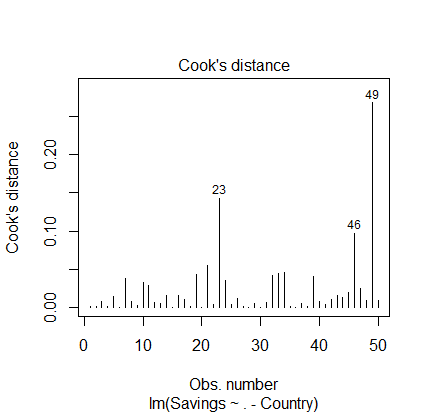 Cook's distance
49
23
46
Cook's distance
0.00 0.10 0.20
0 10 20 30 40 50
Obs. number
lm(Savings ~ . - Country)